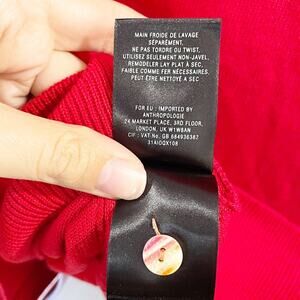 MAIN FROIDE DE LAVAGE
SÉPARÉMENT.
NE PAS TORDRE OU TWIST,
UTILISEZ SEULEMENT NON-JAVEL,
REMODELER LAY PLAT À SEC.
FAIBLE COMME FER NÉCESSAIRES.
PEUT ÊTRE NETTOYÉ À SEC
FOR EU : IMPORTED BY
ANTHROPOLOGIE
24 MARKET PLACE, 3RD FLOOR,
LONDON, UK W1W8AN
CIF : VAT No. GB 684936382
31AIOQX108